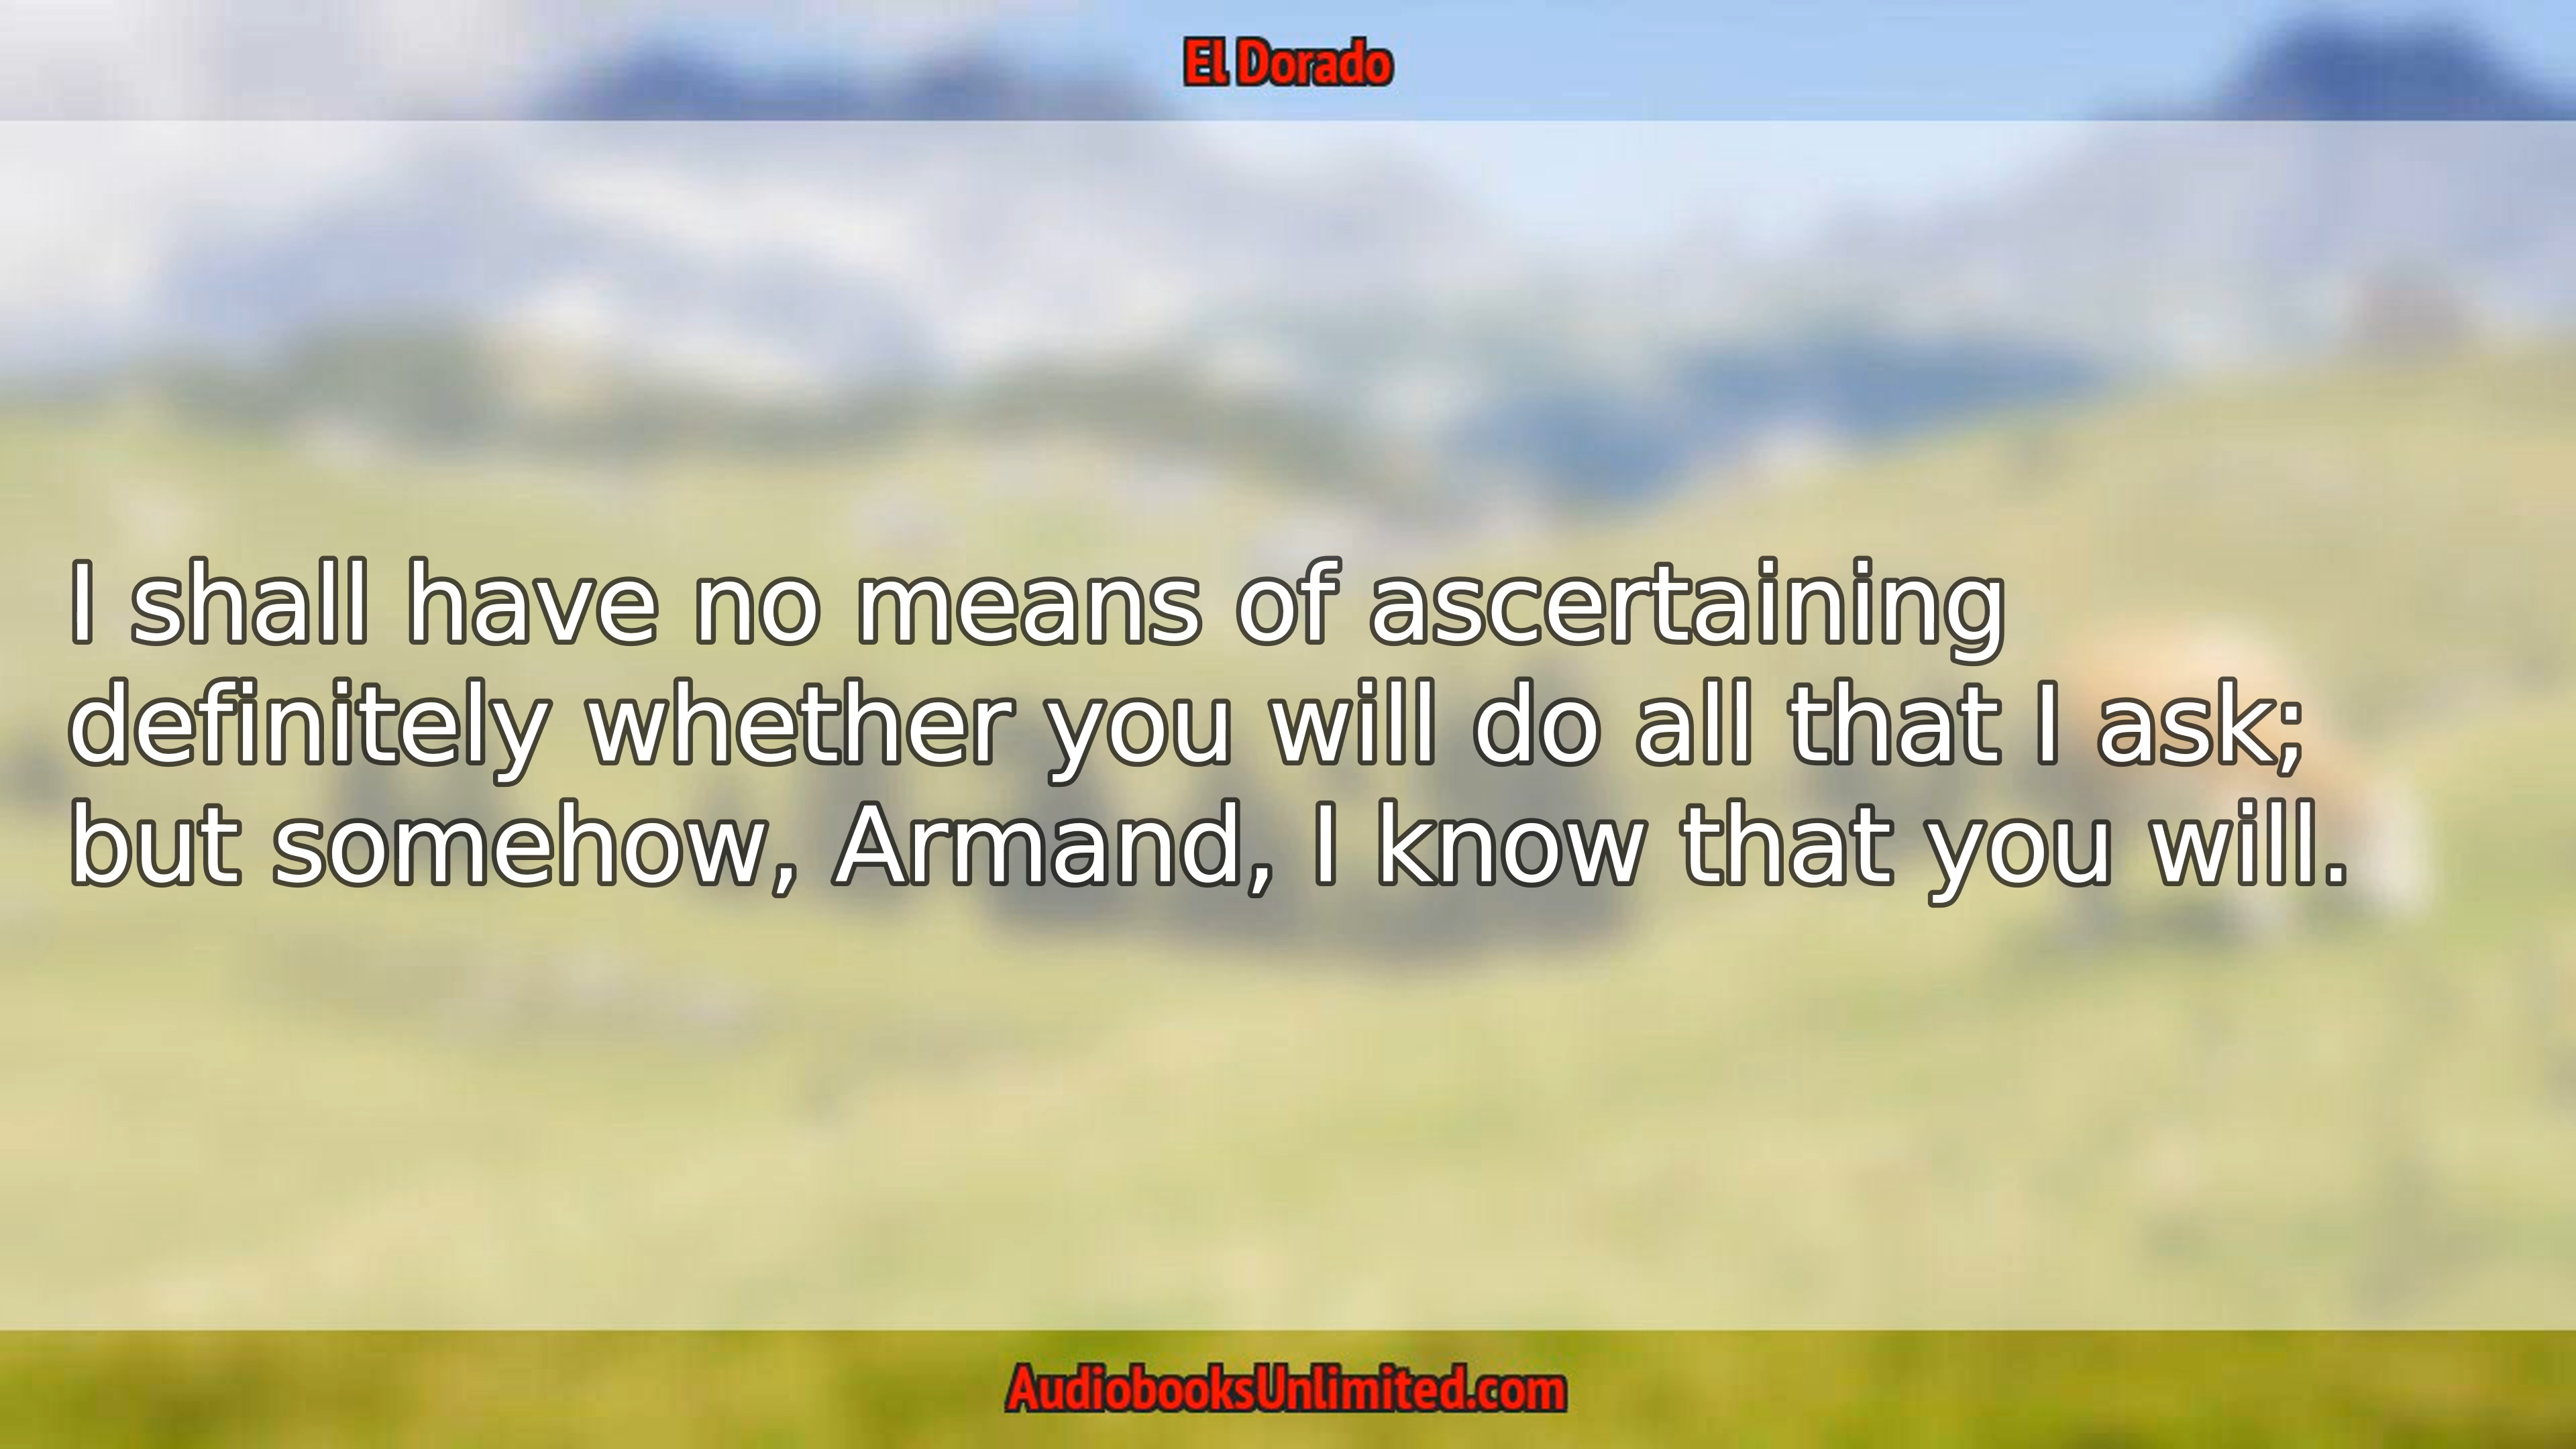 El Dorado
I shall have no means of ascertaining
definitely whether you will do all that I ask;
but somehow, Armand, I know that you will.
AudiobooksUnlimited.com